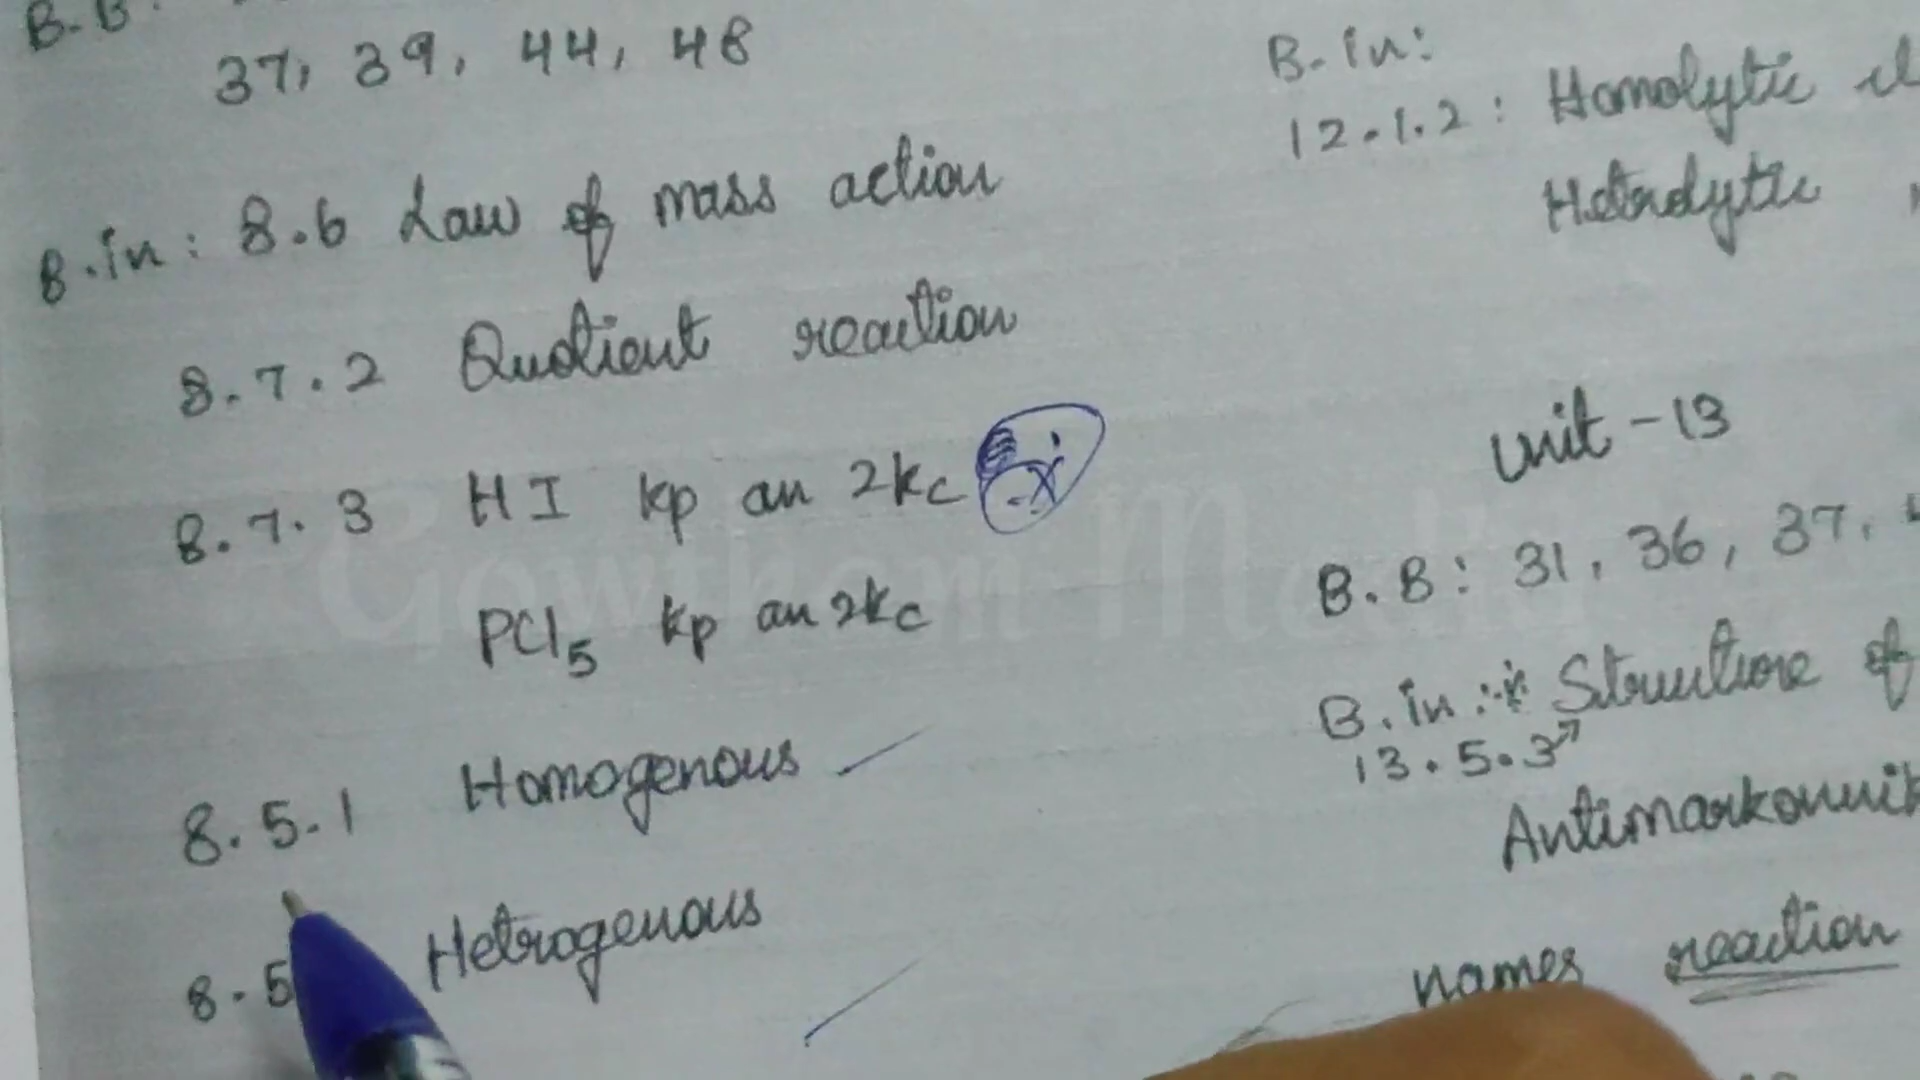 B.B:
37, 39, 44, 48
B.in: 8.6 Law of mass action
8.7.2 Quotient reaction
8.7.3 HI kp an 2kc
PCl5 kp an 2kc
8.5.1 Homogenous
8.5 Hetrogenous
B.in:
12.1.2: Homolytic
Hetrolytic
unit - 13
B.B: 31, 36, 37,
B.in: * Structure of
13.5.3
Antimarkownik
names reaction
Gowtham Media